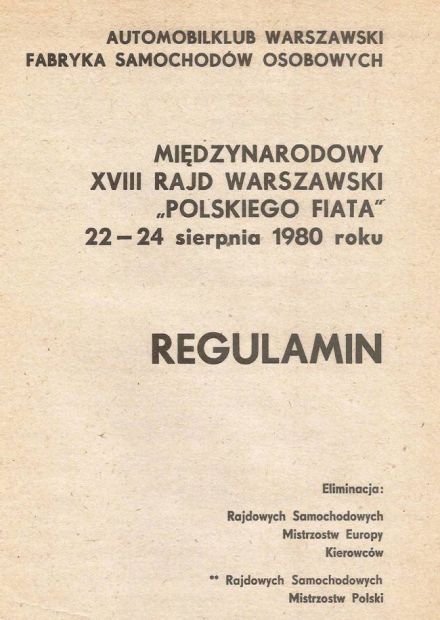 AUTOMOBILKLUB WARSZAWSKI
FABRYKA SAMOCHODÓW OSOBOWYCH
MIĘDZYNARODOWY
XVIII RAJD WARSZAWSKI
„POLSKIEGO FIATA”
22–24 sierpnia 1980 roku
REGULAMIN
Eliminacja:
Rajdowych Samochodowych
Mistrzostw Europy
Kierowców
** Rajdowych Samochodowych
Mistrzostw Polski